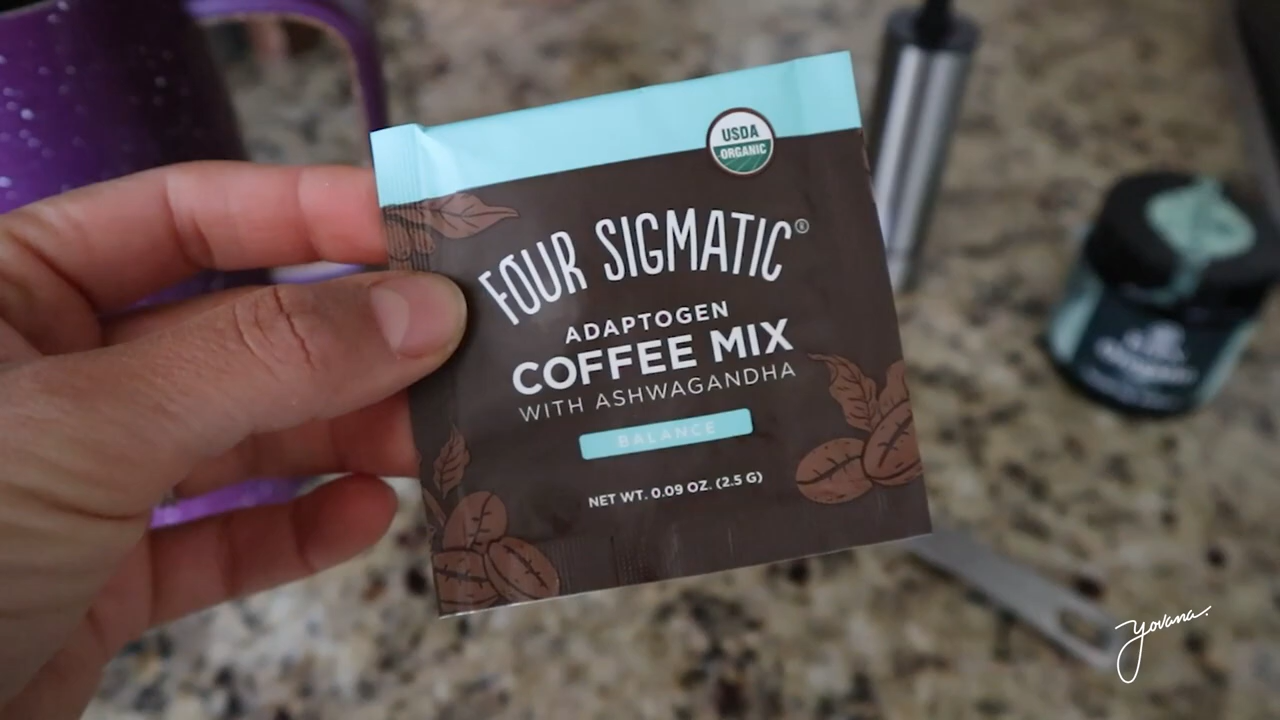 USDA
ORGANIC
FOUR SIGMATIC®
ADAPTOGEN
COFFEE MIX
WITH ASHWAGANDHA
BALANCE
NET WT. 0.09 OZ. (2.5 G)
yovana.